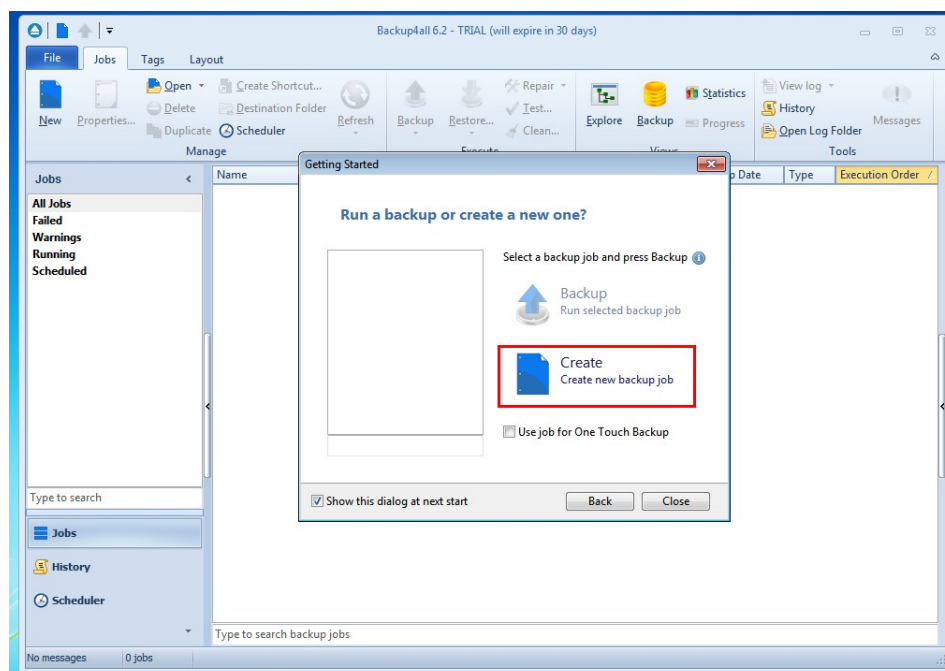 Backup4all 6.2 - TRIAL (will expire in 30 days)
File Jobs Tags Layout
New
Properties...
Open
Delete
Duplicate
Create Shortcut...
Destination Folder
Scheduler
Refresh
Manage
Backup
Restore...
Repair
Test...
Clean...
Execute
Explore
Backup
Statistics
Progress
Views
View log
History
Open Log Folder
Messages
Tools
Jobs
All Jobs
Failed
Warnings
Running
Scheduled
Type to search
Jobs
History
Scheduler
Name Date Type Execution Order
Getting Started
Run a backup or create a new one?
Select a backup job and press Backup
Backup
Run selected backup job
Create
Create new backup job
Use job for One Touch Backup
Show this dialog at next start
Back Close
Type to search backup jobs
No messages 0 jobs